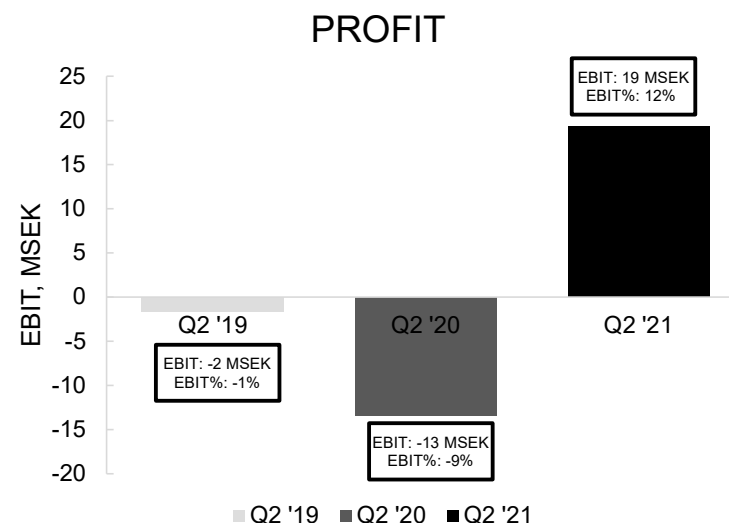 PROFIT
EBIT, MSEK
25
20
15
10
5
0
-5
-10
-15
-20
Q2 '19
Q2 '20
Q2 '21
EBIT: -2 MSEK
EBIT%: -1%
EBIT: -13 MSEK
EBIT%: -9%
EBIT: 19 MSEK
EBIT%: 12%
Q2 '19 Q2 '20 Q2 '21